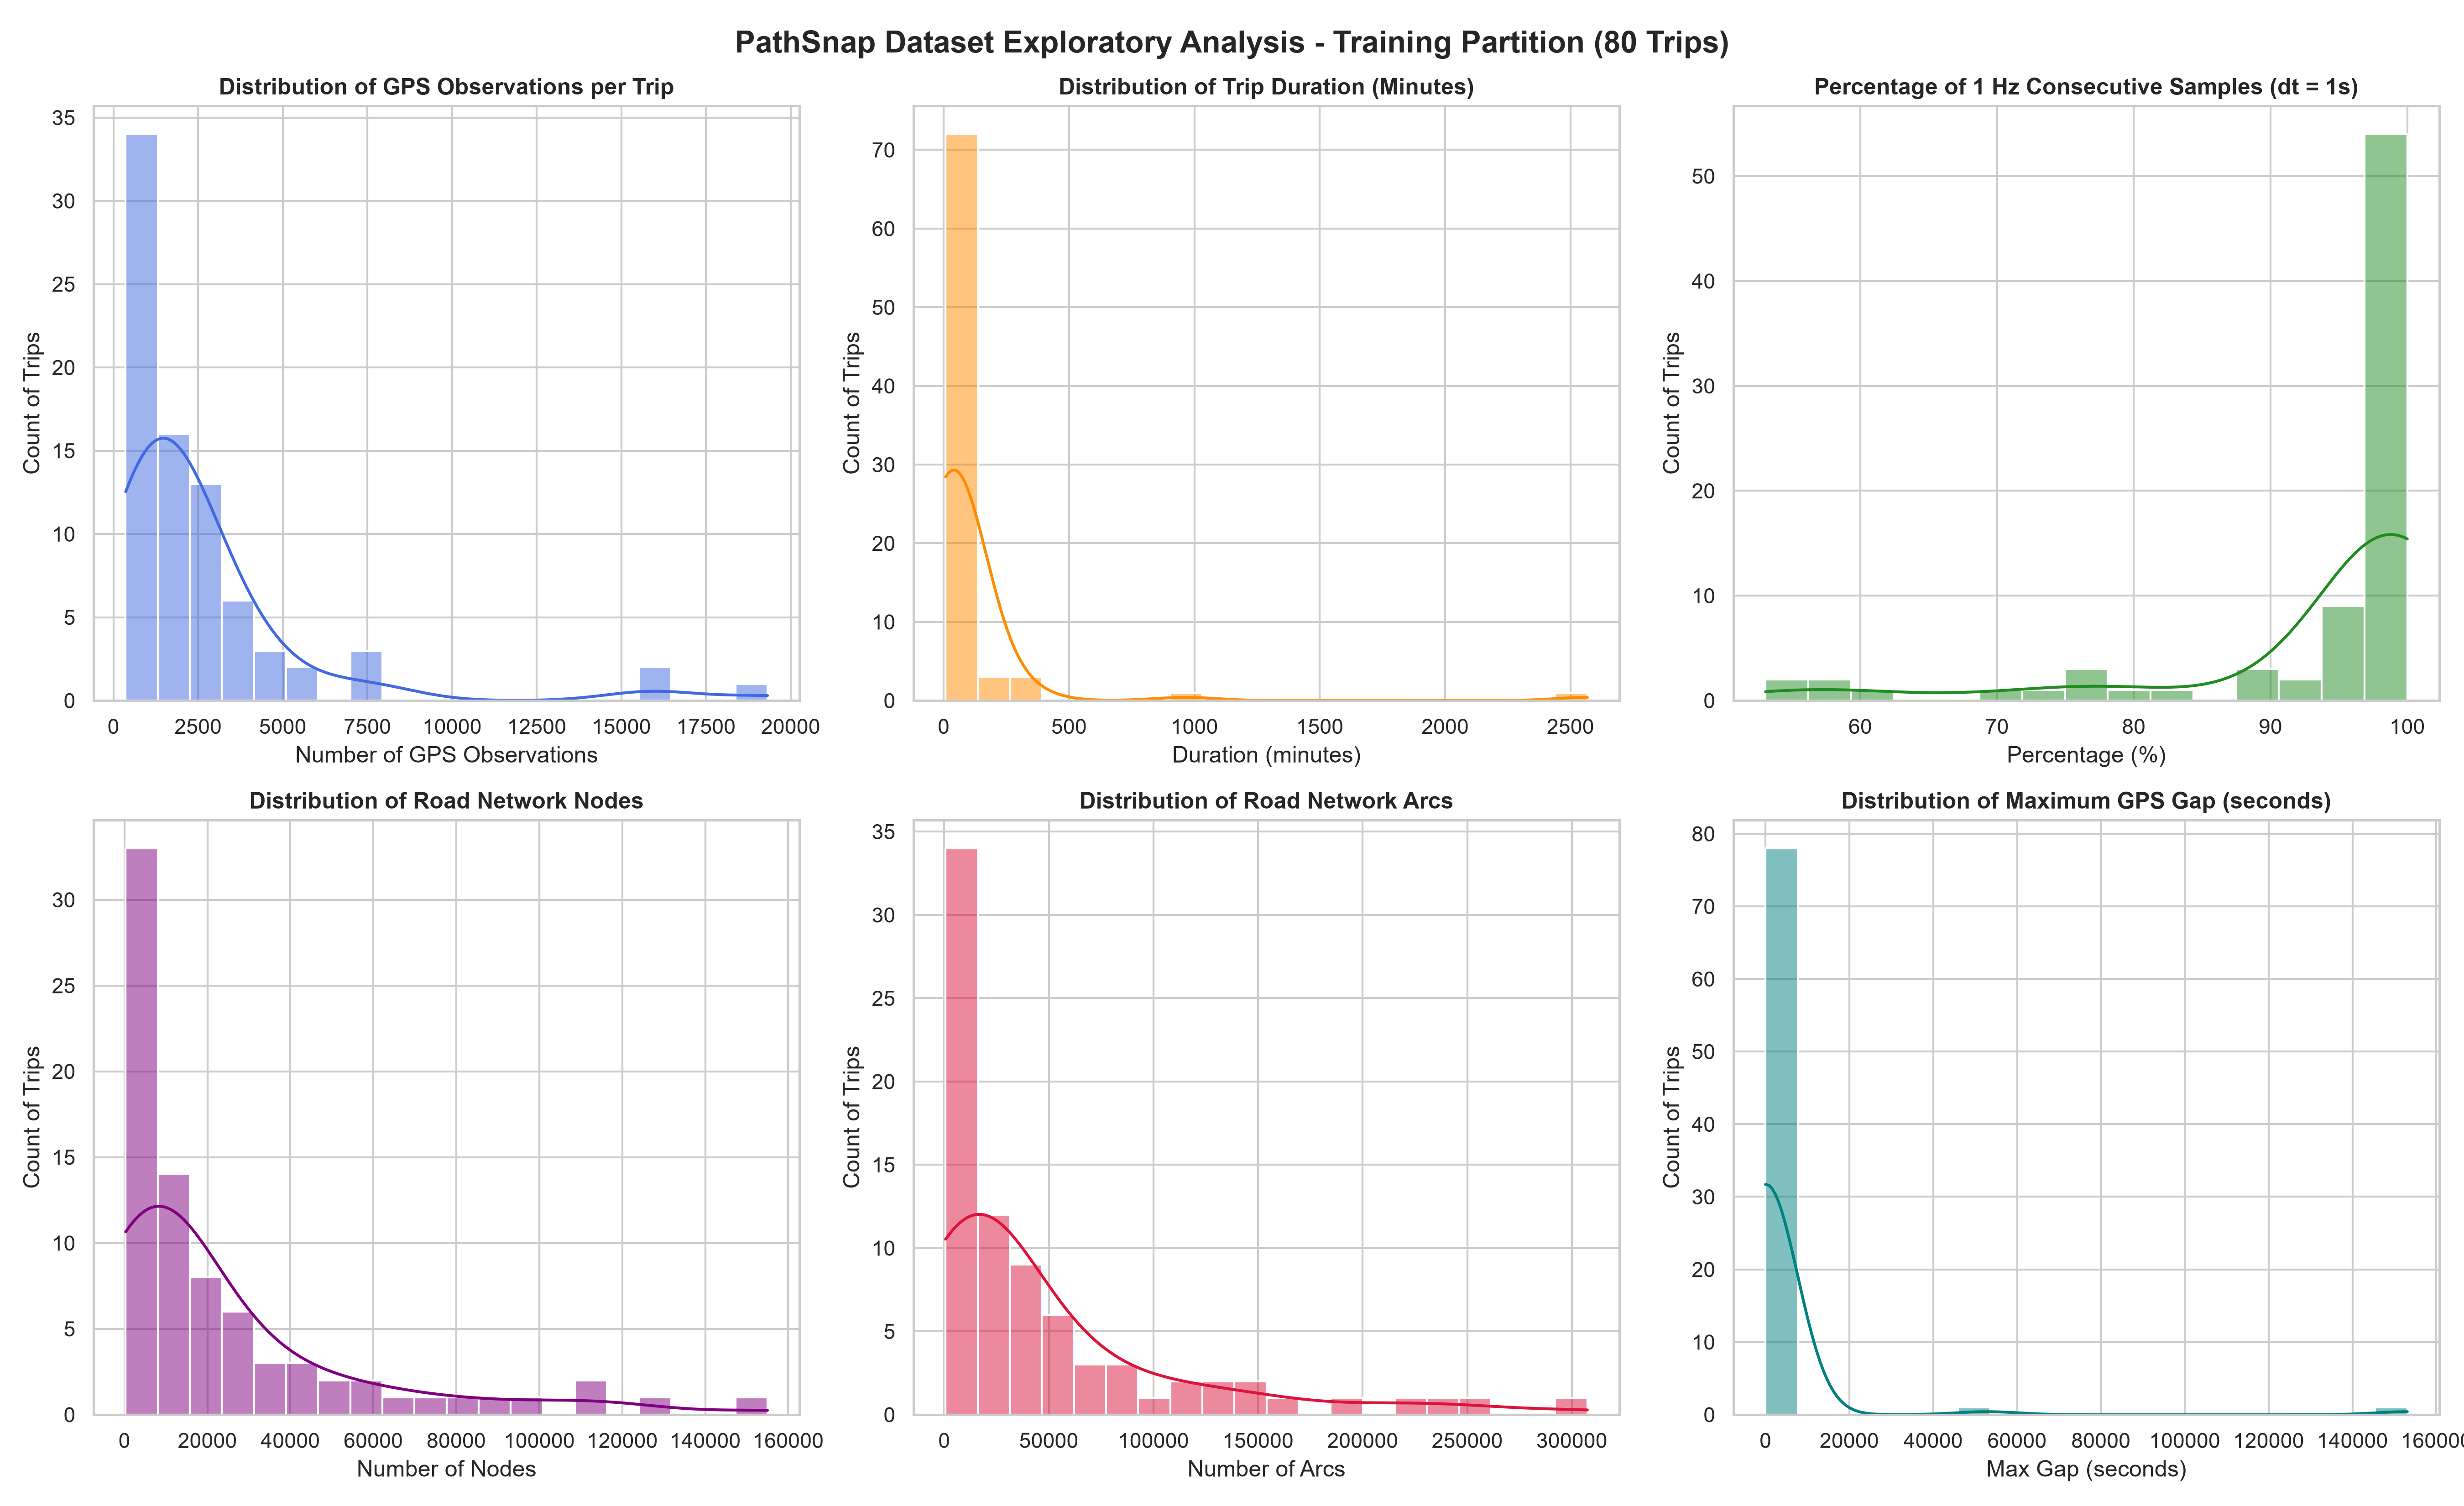 PathSnap Dataset Exploratory Analysis - Training Partition (80 Trips)
Distribution of GPS Observations per Trip
Count of Trips
35
30
25
20
15
10
5
0
0 2500 5000 7500 10000 12500 15000 17500 20000
Number of GPS Observations
Distribution of Trip Duration (Minutes)
Count of Trips
70
60
50
40
30
20
10
0
0 500 1000 1500 2000 2500
Duration (minutes)
Percentage of 1 Hz Consecutive Samples (dt = 1s)
Count of Trips
50
40
30
20
10
0
60 70 80 90 100
Percentage (%)
Distribution of Road Network Nodes
Count of Trips
30
25
20
15
10
5
0
0 20000 40000 60000 80000 100000 120000 140000 160000
Number of Nodes
Distribution of Road Network Arcs
Count of Trips
35
30
25
20
15
10
5
0
0 50000 100000 150000 200000 250000 300000
Number of Arcs
Distribution of Maximum GPS Gap (seconds)
Count of Trips
80
70
60
50
40
30
20
10
0
0 20000 40000 60000 80000 100000 120000 140000 160000
Max Gap (seconds)